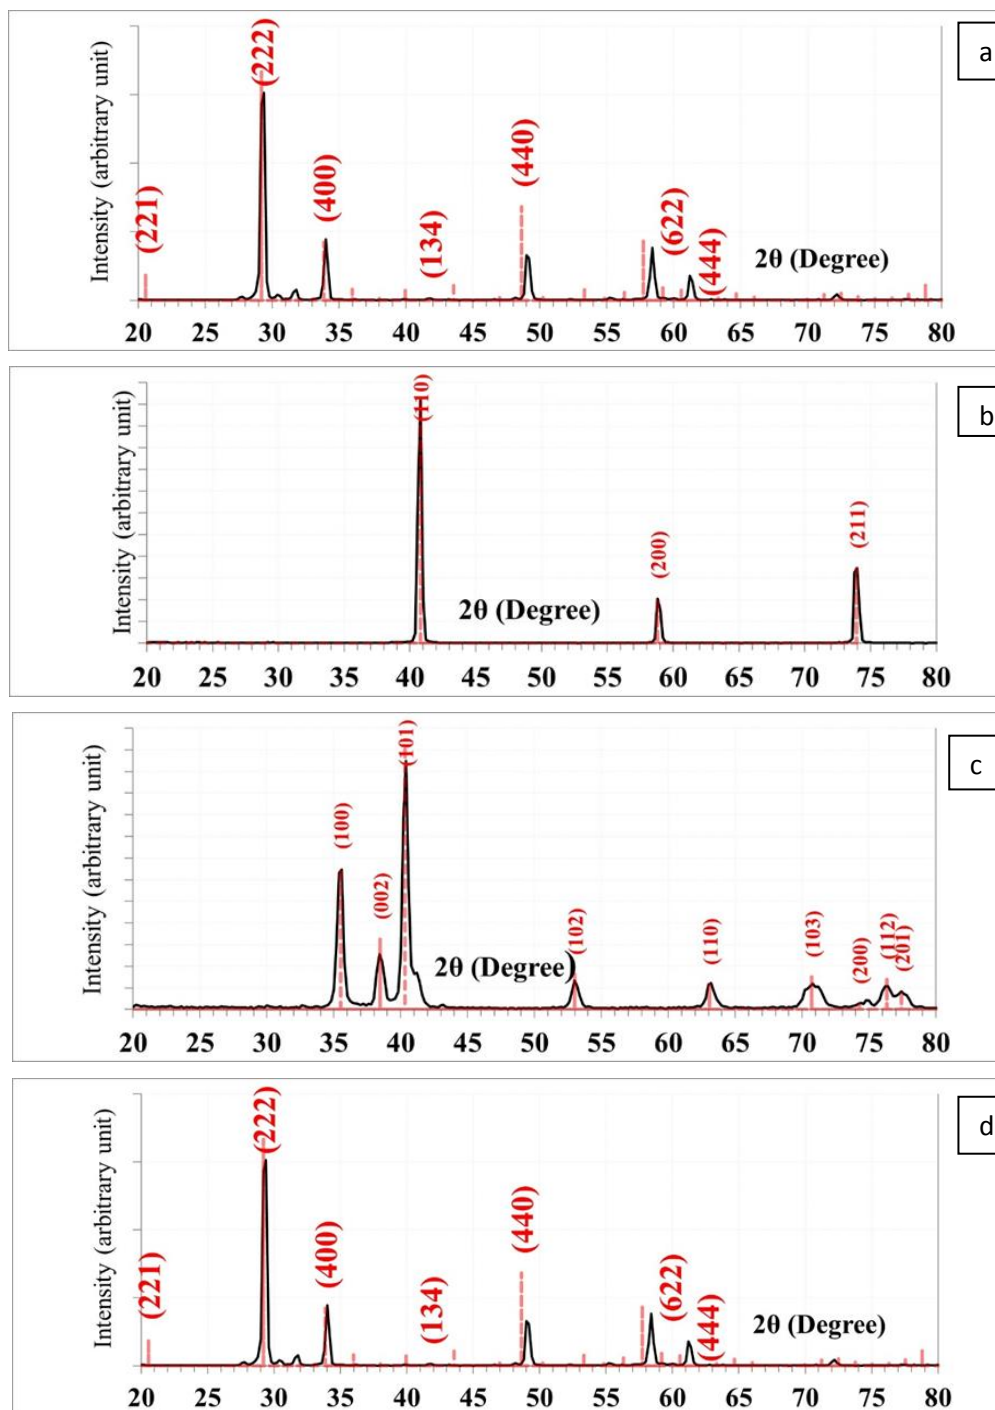 a
Intensity (arbitrary unit)
(221)
(222)
(400)
(134)
(440)
(622)
(444)
2θ (Degree)
20 25 30 35 40 45 50 55 60 65 70 75 80
b
Intensity (arbitrary unit)
(110)
(200)
(211)
2θ (Degree)
20 25 30 35 40 45 50 55 60 65 70 75 80
c
Intensity (arbitrary unit)
(100)
(002)
(101)
(102)
(110)
(103)
(200)
(112)
(201)
2θ (Degree)
20 25 30 35 40 45 50 55 60 65 70 75 80
d
Intensity (arbitrary unit)
(221)
(222)
(400)
(134)
(440)
(622)
(444)
2θ (Degree)
20 25 30 35 40 45 50 55 60 65 70 75 80